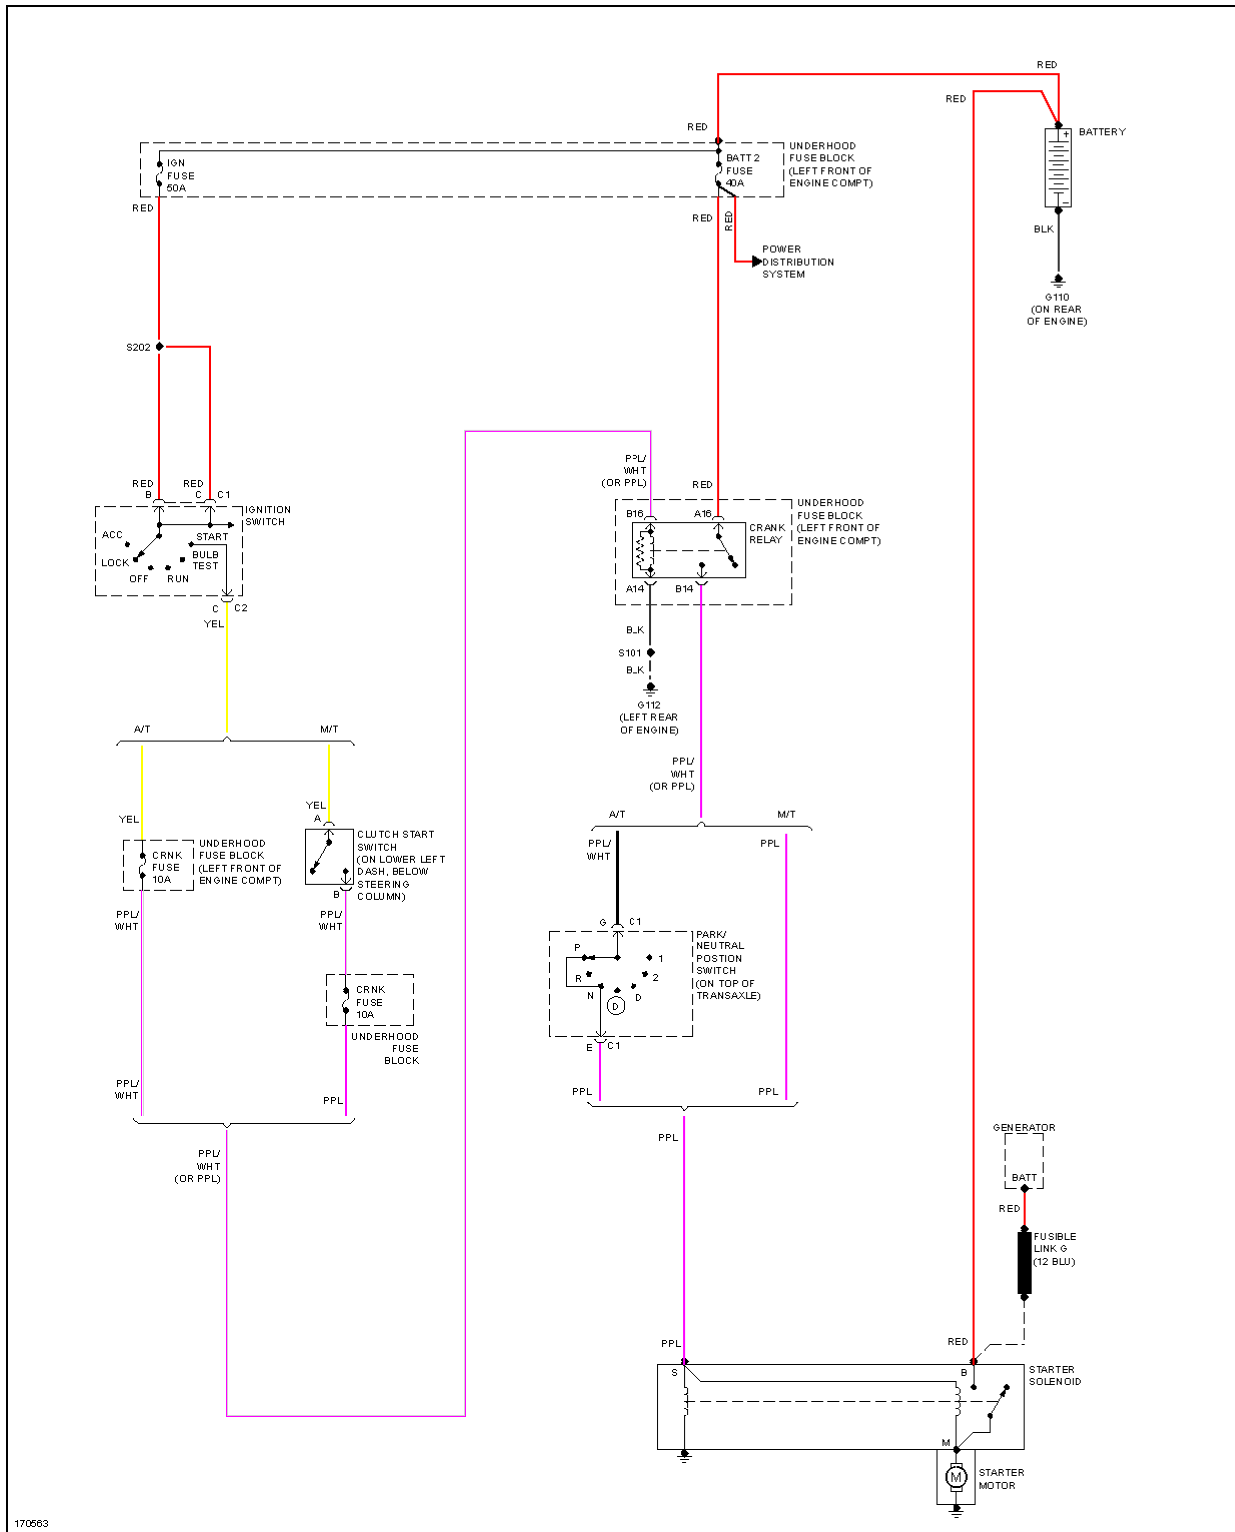 RED
RED
RED
BATTERY
+
-
BLK
G110
(ON REAR
OF ENGINE)
IGN
FUSE
50A
BATT 2
FUSE
40A
UNDERHOOD
FUSE BLOCK
(LEFT FRONT OF
ENGINE COMPT)
RED
RED
RED
POWER
DISTRIBUTION
SYSTEM
S202
RED
RED
B
C
C1
IGNITION
SWITCH
ACC
LOCK
OFF
RUN
BULB
TEST
START
C
C2
YEL
PPL/
WHT
(OR PPL)
RED
UNDERHOOD
FUSE BLOCK
(LEFT FRONT OF
ENGINE COMPT)
B16
A16
CRANK
RELAY
A14
B14
BLK
S101
BLK
G112
(LEFT REAR
OF ENGINE)
A/T
M/T
YEL
YEL
A
CRNK
FUSE
10A
UNDERHOOD
FUSE BLOCK
(LEFT FRONT OF
ENGINE COMPT)
CLUTCH START
SWITCH
(ON LOWER LEFT
DASH, BELOW
STEERING
COLUMN)
B
PPL/
WHT
PPL/
WHT
CRNK
FUSE
10A
UNDERHOOD
FUSE
BLOCK
PPL/
WHT
PPL
PPL/
WHT
(OR PPL)
PPL/
WHT
(OR PPL)
A/T
M/T
PPL/
WHT
PPL
G
C1
PARK/
NEUTRAL
POSTION
SWITCH
(ON TOP OF
TRANSAXLE)
P
R
N
D
D
2
1
E
C1
PPL
PPL
PPL
GENERATOR
BATT
RED
FUSIBLE
LINK G
(12 BLU)
PPL
RED
S
B
STARTER
SOLENOID
M
M
STARTER
MOTOR
170563